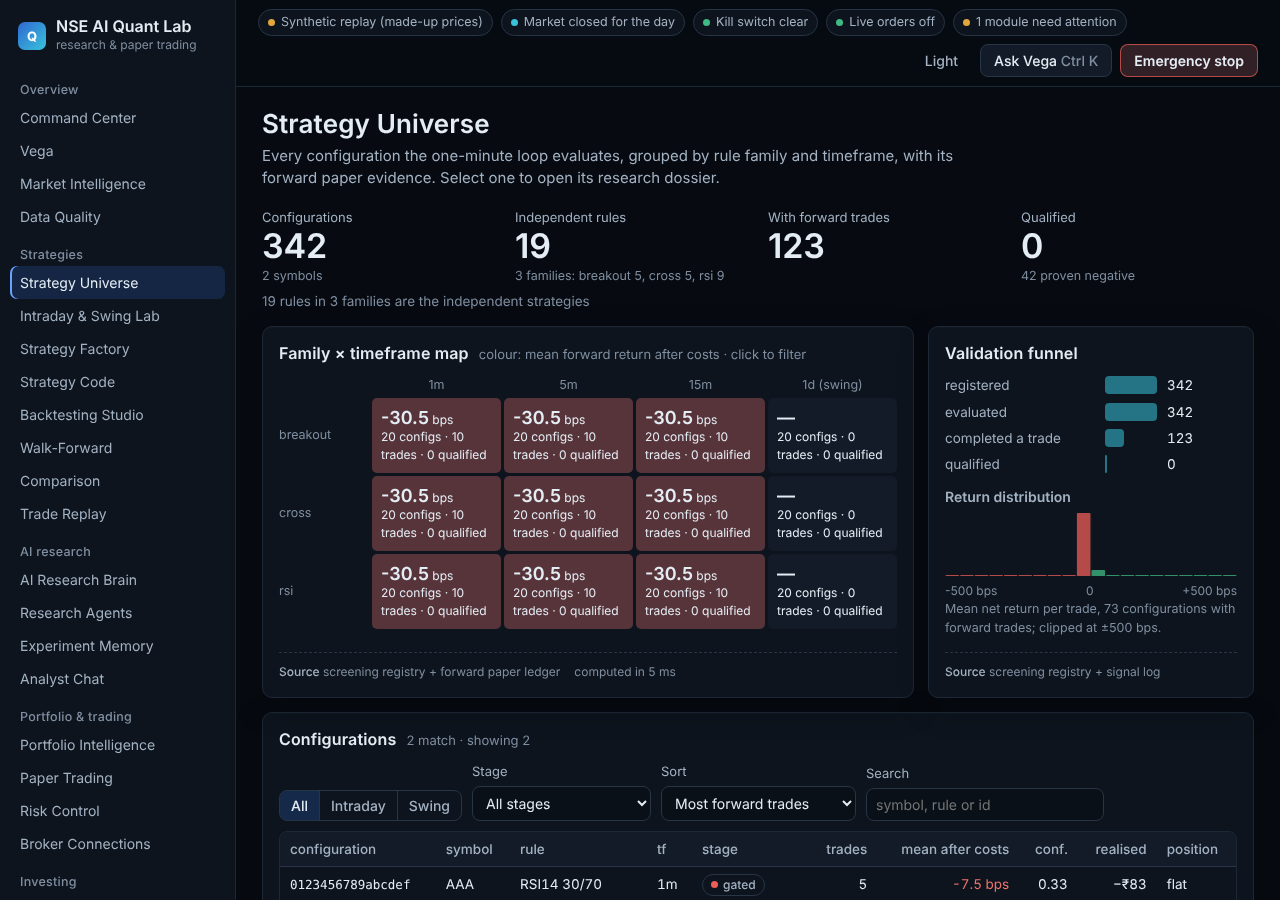 Q
NSE AI Quant Lab
research & paper trading
Synthetic replay (made-up prices)
Market closed for the day
Kill switch clear
Live orders off
1 module need attention
Light
Ask Vega Ctrl K
Emergency stop
Overview
Command Center
Vega
Market Intelligence
Data Quality
Strategies
Strategy Universe
Intraday & Swing Lab
Strategy Factory
Strategy Code
Backtesting Studio
Walk-Forward
Comparison
Trade Replay
AI research
AI Research Brain
Research Agents
Experiment Memory
Analyst Chat
Portfolio & trading
Portfolio Intelligence
Paper Trading
Risk Control
Broker Connections
Investing
Strategy Universe
Every configuration the one-minute loop evaluates, grouped by rule family and timeframe, with its
forward paper evidence. Select one to open its research dossier.
Configurations
342
2 symbols
Independent rules
19
3 families: breakout 5, cross 5, rsi 9
With forward trades
123
Qualified
0
42 proven negative
19 rules in 3 families are the independent strategies
Family × timeframe map colour: mean forward return after costs · click to filter
1m 5m 15m 1d (swing)
breakout
-30.5 bps
20 configs · 10
trades · 0 qualified
-30.5 bps
20 configs · 10
trades · 0 qualified
-30.5 bps
20 configs · 10
trades · 0 qualified
—
20 configs · 0
trades · 0 qualified
cross
-30.5 bps
20 configs · 10
trades · 0 qualified
-30.5 bps
20 configs · 10
trades · 0 qualified
-30.5 bps
20 configs · 10
trades · 0 qualified
—
20 configs · 0
trades · 0 qualified
rsi
-30.5 bps
20 configs · 10
trades · 0 qualified
-30.5 bps
20 configs · 10
trades · 0 qualified
-30.5 bps
20 configs · 10
trades · 0 qualified
—
20 configs · 0
trades · 0 qualified
Source screening registry + forward paper ledger computed in 5 ms
Validation funnel
registered 342
evaluated 342
completed a trade 123
qualified 0
Return distribution
-500 bps 0 +500 bps
Mean net return per trade, 73 configurations with
forward trades; clipped at ±500 bps.
Source screening registry + signal log
Configurations 2 match · showing 2
All Intraday Swing
Stage
All stages
Sort
Most forward trades
Search
symbol, rule or id
configuration symbol rule tf stage trades mean after costs conf. realised position
0123456789abcdef AAA RSI14 30/70 1m gated 5 -7.5 bps 0.33 −₹83 flat